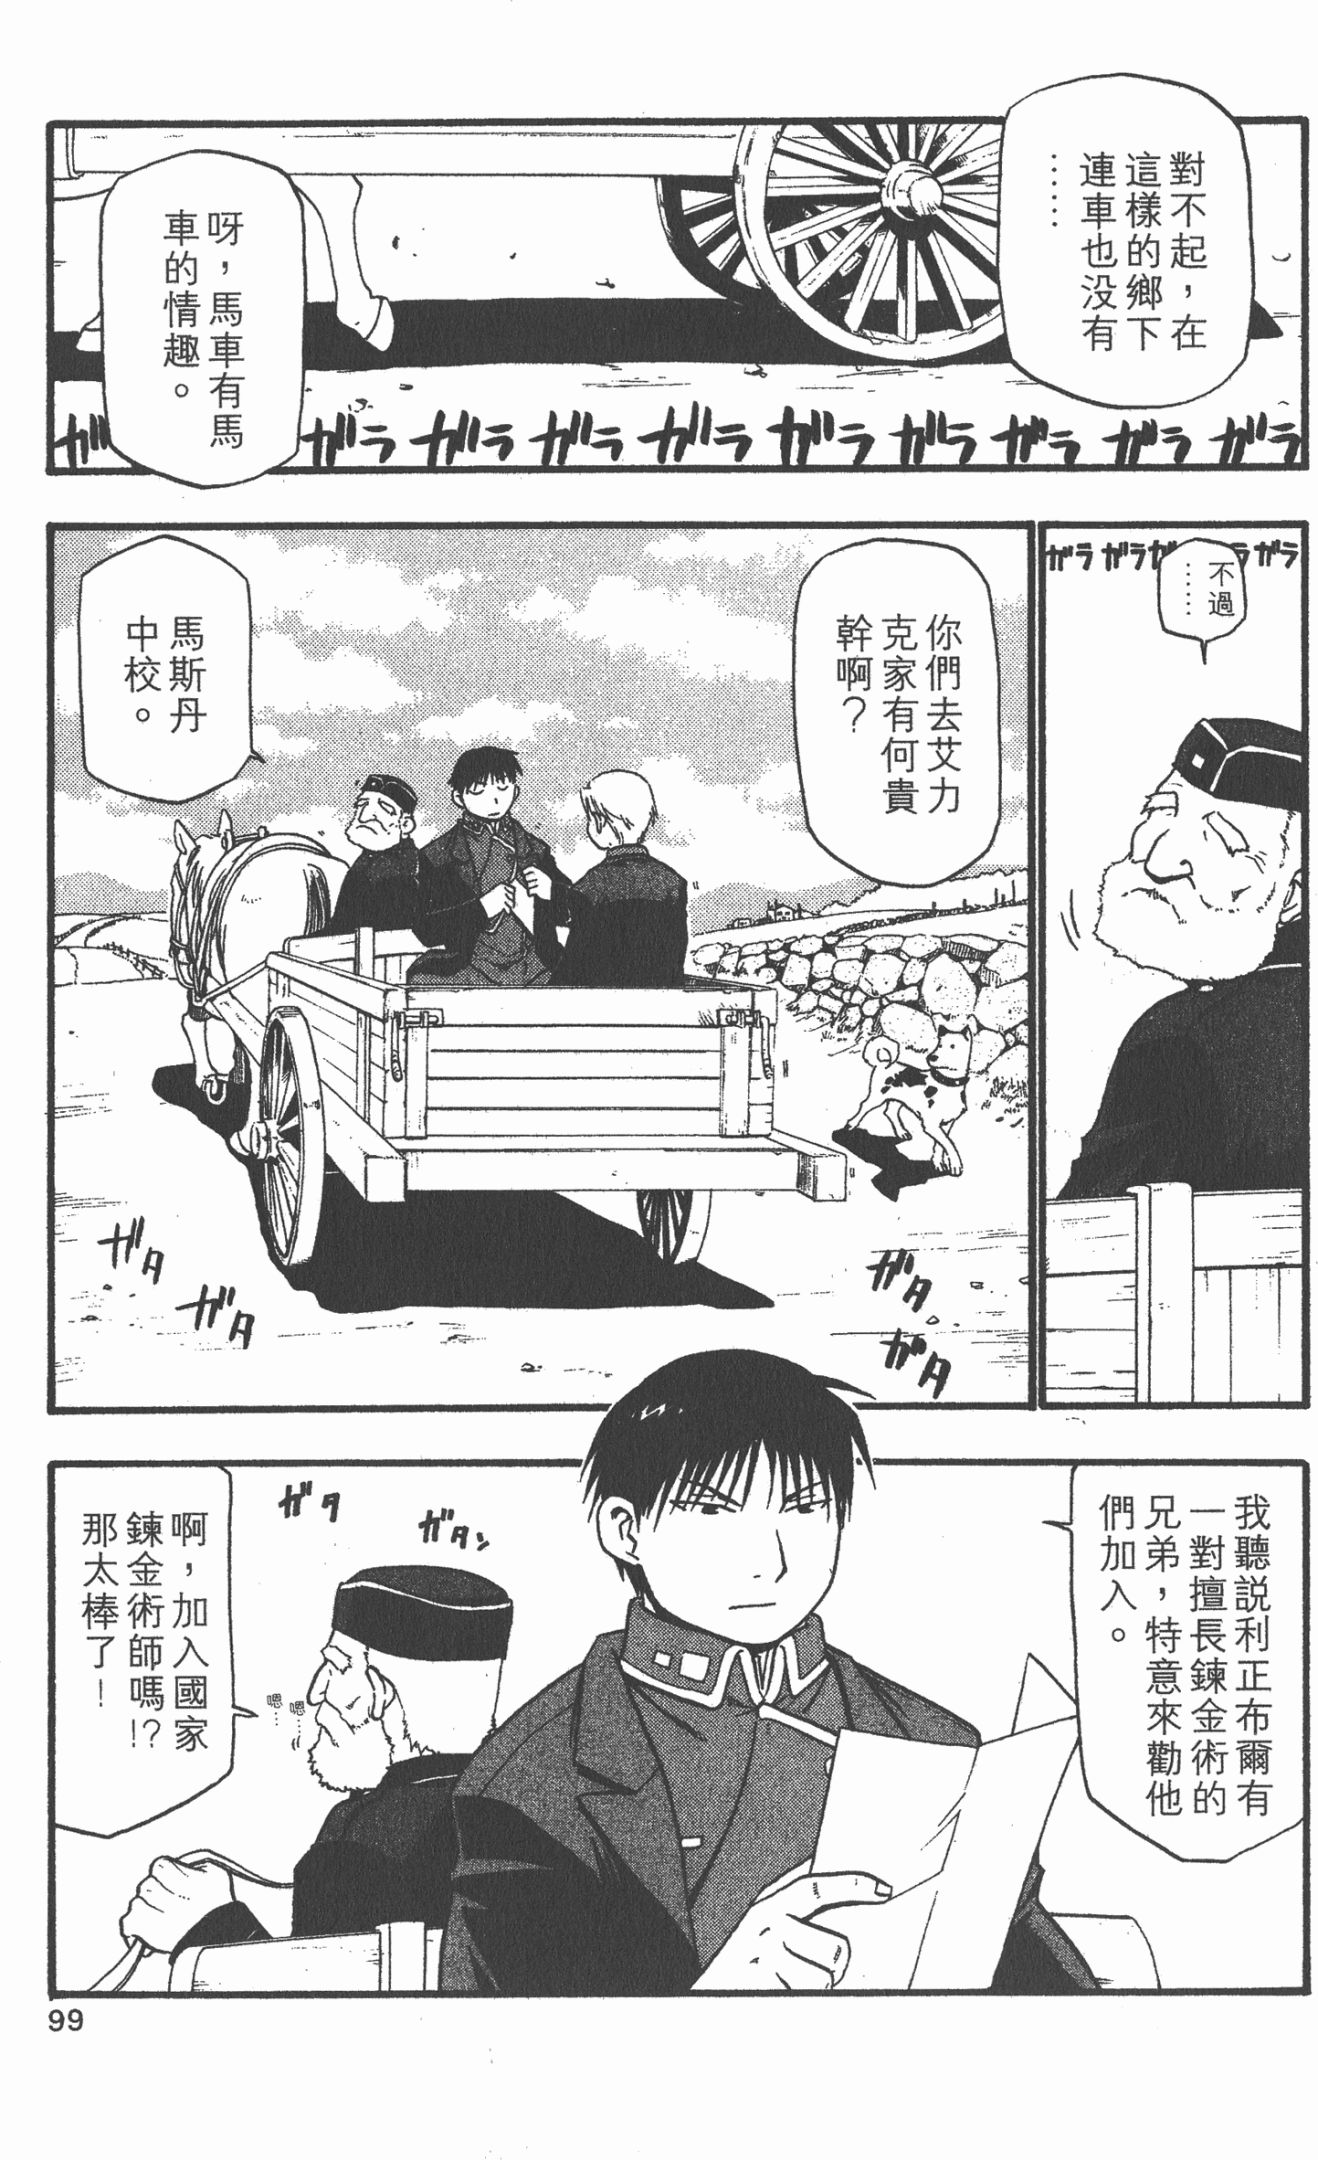 對不起，在
這樣的鄉下
連車也没有
……
呀，馬車有馬
車的情趣。
ガ
ガラ
ガラ
ガラ
ガラ
ガラ
ガラ
ガラ
ガラ
ガラ
ガラ
ガラ
ガ
ラ
ガラ
不過
……
你們去艾力
克家有何貴
幹啊？
馬斯丹
中校。
ガタ
ガタ
ガタ
ガタ
我聽説利正布爾有
一對擅長鍊金術的
兄弟，特意來勸他
們加入。
ガタ
ガタン
嗯…
嗯…
啊，加入國家
鍊金術師嗎!?
那太棒了！
99